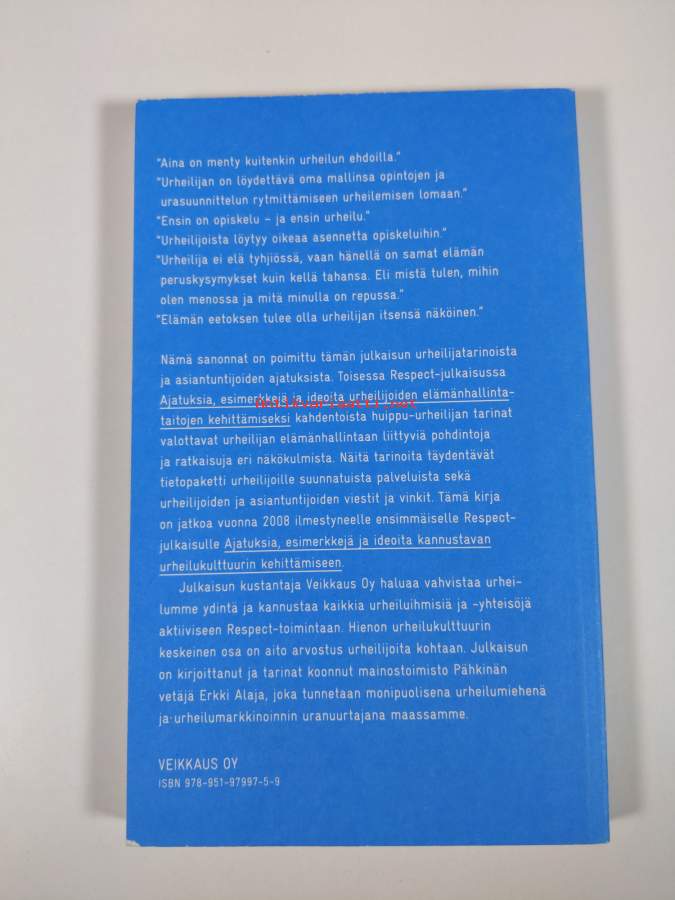 "Aina on menty kuitenkin urheilun ehdoilla."
"Urheilijan on löydettävä oma mallinsa opintojen ja
urasuunnittelun rytmittämiseen urheilemisen lomaan."
"Ensin on opiskelu – ja ensin urheilu."
"Urheilijoista löytyy oikeaa asennetta opiskeluihin."
"Urheilija ei elä tyhjiössä, vaan hänellä on samat elämän
peruskysymykset kuin kellä tahansa. Eli mistä tulen, mihin
olen menossa ja mitä minulla on repussa."
"Elämän eetoksen tulee olla urheilijan itsensä näköinen."
Nämä sanonnat on poimittu tämän julkaisun urheilijatarinoista
ja asiantuntijoiden ajatuksista. Toisessa Respect-julkaisussa
Ajatuksia, esimerkkejä ja ideoita urheilijoiden elämänhallinta-
taitojen kehittämiseksi kahdentoista huippu-urheilijan tarinat
valottavat urheilijan elämänhallintaan liittyviä pohdintoja
ja ratkaisuja eri näkökulmista. Näitä tarinoita täydentävät
tietopaketti urheilijoille suunnatuista palveluista sekä
urheilijoiden ja asiantuntijoiden viestit ja vinkit. Tämä kirja
on jatkoa vuonna 2008 ilmestyneelle ensimmäiselle Respect-
julkaisulle Ajatuksia, esimerkkejä ja ideoita kannustavan
urheilukulttuurin kehittämiseen.
Julkaisun kustantaja Veikkaus Oy haluaa vahvistaa urhei-
lumme ydintä ja kannustaa kaikkia urheiluihmisiä ja -yhteisöjä
aktiiviseen Respect-toimintaan. Hienon urheilukulttuurin
keskeinen osa on aito arvostus urheilijoita kohtaan. Julkaisun
on kirjoittanut ja tarinat koonnut mainostoimisto Pähkinän
vetäjä Erkki Alaja, joka tunnetaan monipuolisena urheilumiehenä
ja urheilumarkkinoinnin uranuurtajana maassamme.
VEIKKAUS OY
ISBN 978-951-97997-5-9